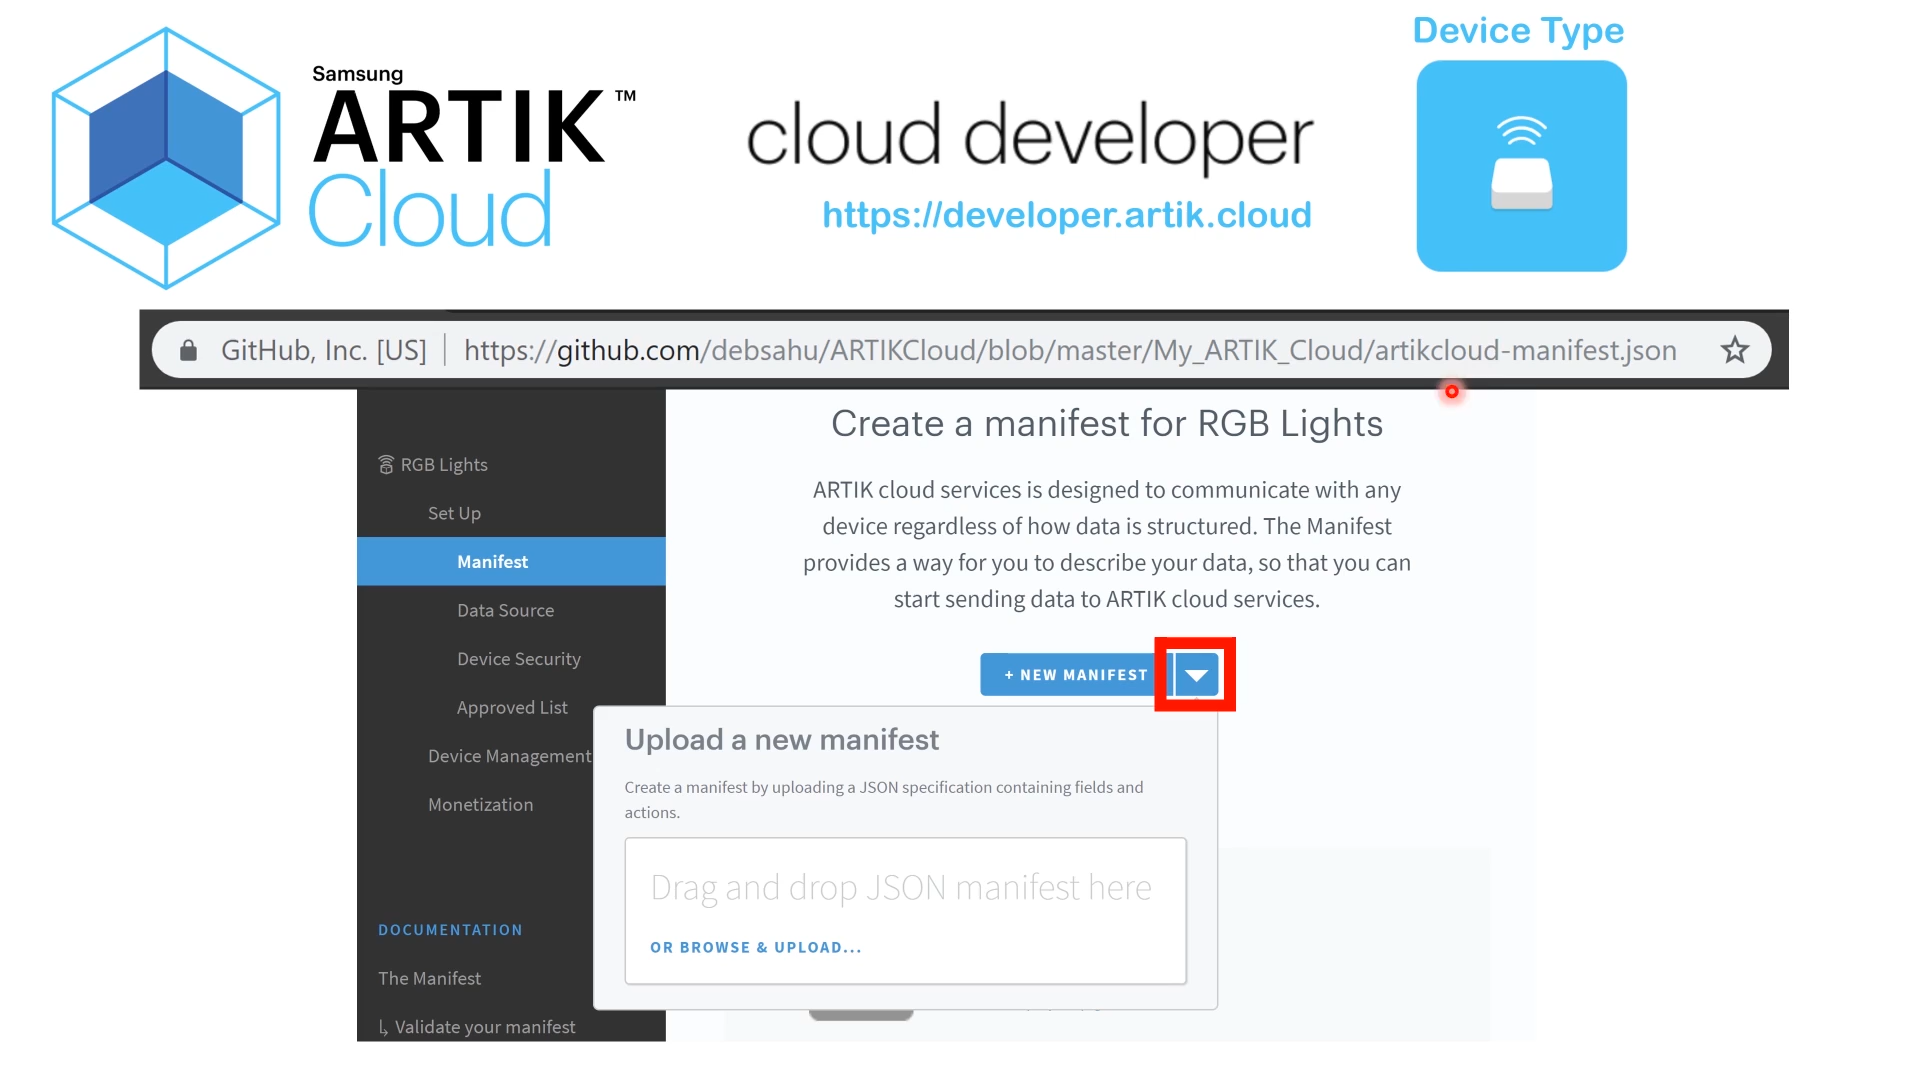 Samsung
ARTIK™
Cloud
cloud developer
https://developer.artik.cloud
Device Type
GitHub, Inc. [US] https://github.com/debsahu/ARTIKCloud/blob/master/My_ARTIK_Cloud/artikcloud-manifest.json
RGB Lights
Set Up
Manifest
Data Source
Device Security
Approved List
Device Management
Monetization
DOCUMENTATION
The Manifest
Validate your manifest
Create a manifest for RGB Lights
ARTIK cloud services is designed to communicate with any
device regardless of how data is structured. The Manifest
provides a way for you to describe your data, so that you can
start sending data to ARTIK cloud services.
+ NEW MANIFEST
Upload a new manifest
Create a manifest by uploading a JSON specification containing fields and
actions.
Drag and drop JSON manifest here
OR BROWSE & UPLOAD...